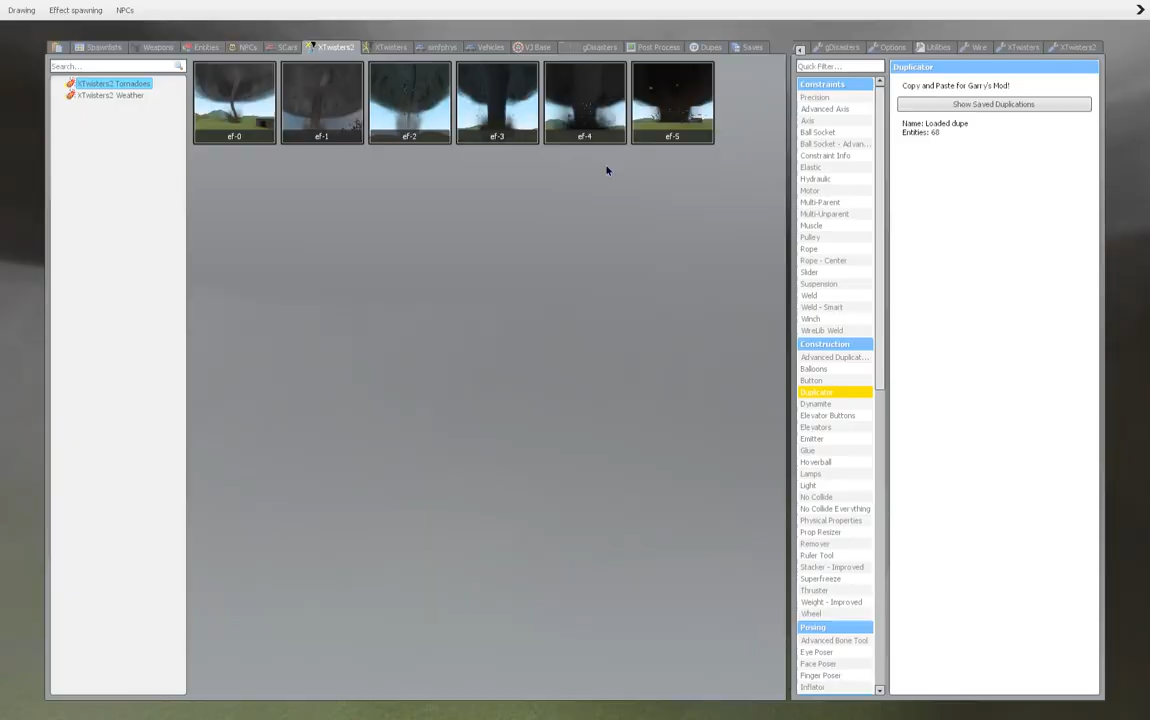 Drawing Effect spawning NPCs
Spawnlists Weapons Entities NPCs SCars XTwisters2 XTwisters simfphys Vehicles VJ Base gDisasters Post Process Dupes Saves
gDisasters Options Utilities Wire XTwisters XTwisters2
Search...
XTwisters2 Tornadoes
XTwisters2 Weather
ef-0 ef-1 ef-2 ef-3 ef-4 ef-5
Quick Filter...
Constraints
Precision
Advanced Axis
Axis
Ball Socket
Ball Socket - Advan...
Constraint Info
Elastic
Hydraulic
Motor
Multi-Parent
Multi-Unparent
Muscle
Pulley
Rope
Rope - Center
Slider
Suspension
Weld
Weld - Smart
Winch
WireLib Weld
Construction
Advanced Duplicat...
Balloons
Button
Duplicator
Dynamite
Elevator Buttons
Elevators
Emitter
Glue
Hoverball
Lamps
Light
No Collide
No Collide Everything
Physical Properties
Prop Resizer
Remover
Ruler Tool
Stacker - Improved
Superfreeze
Thruster
Weight - Improved
Wheel
Posing
Advanced Bone Tool
Eye Poser
Face Poser
Finger Poser
Inflator
Duplicator
Copy and Paste for Garry's Mod!
Show Saved Duplications
Name: Loaded dupe
Entities: 68